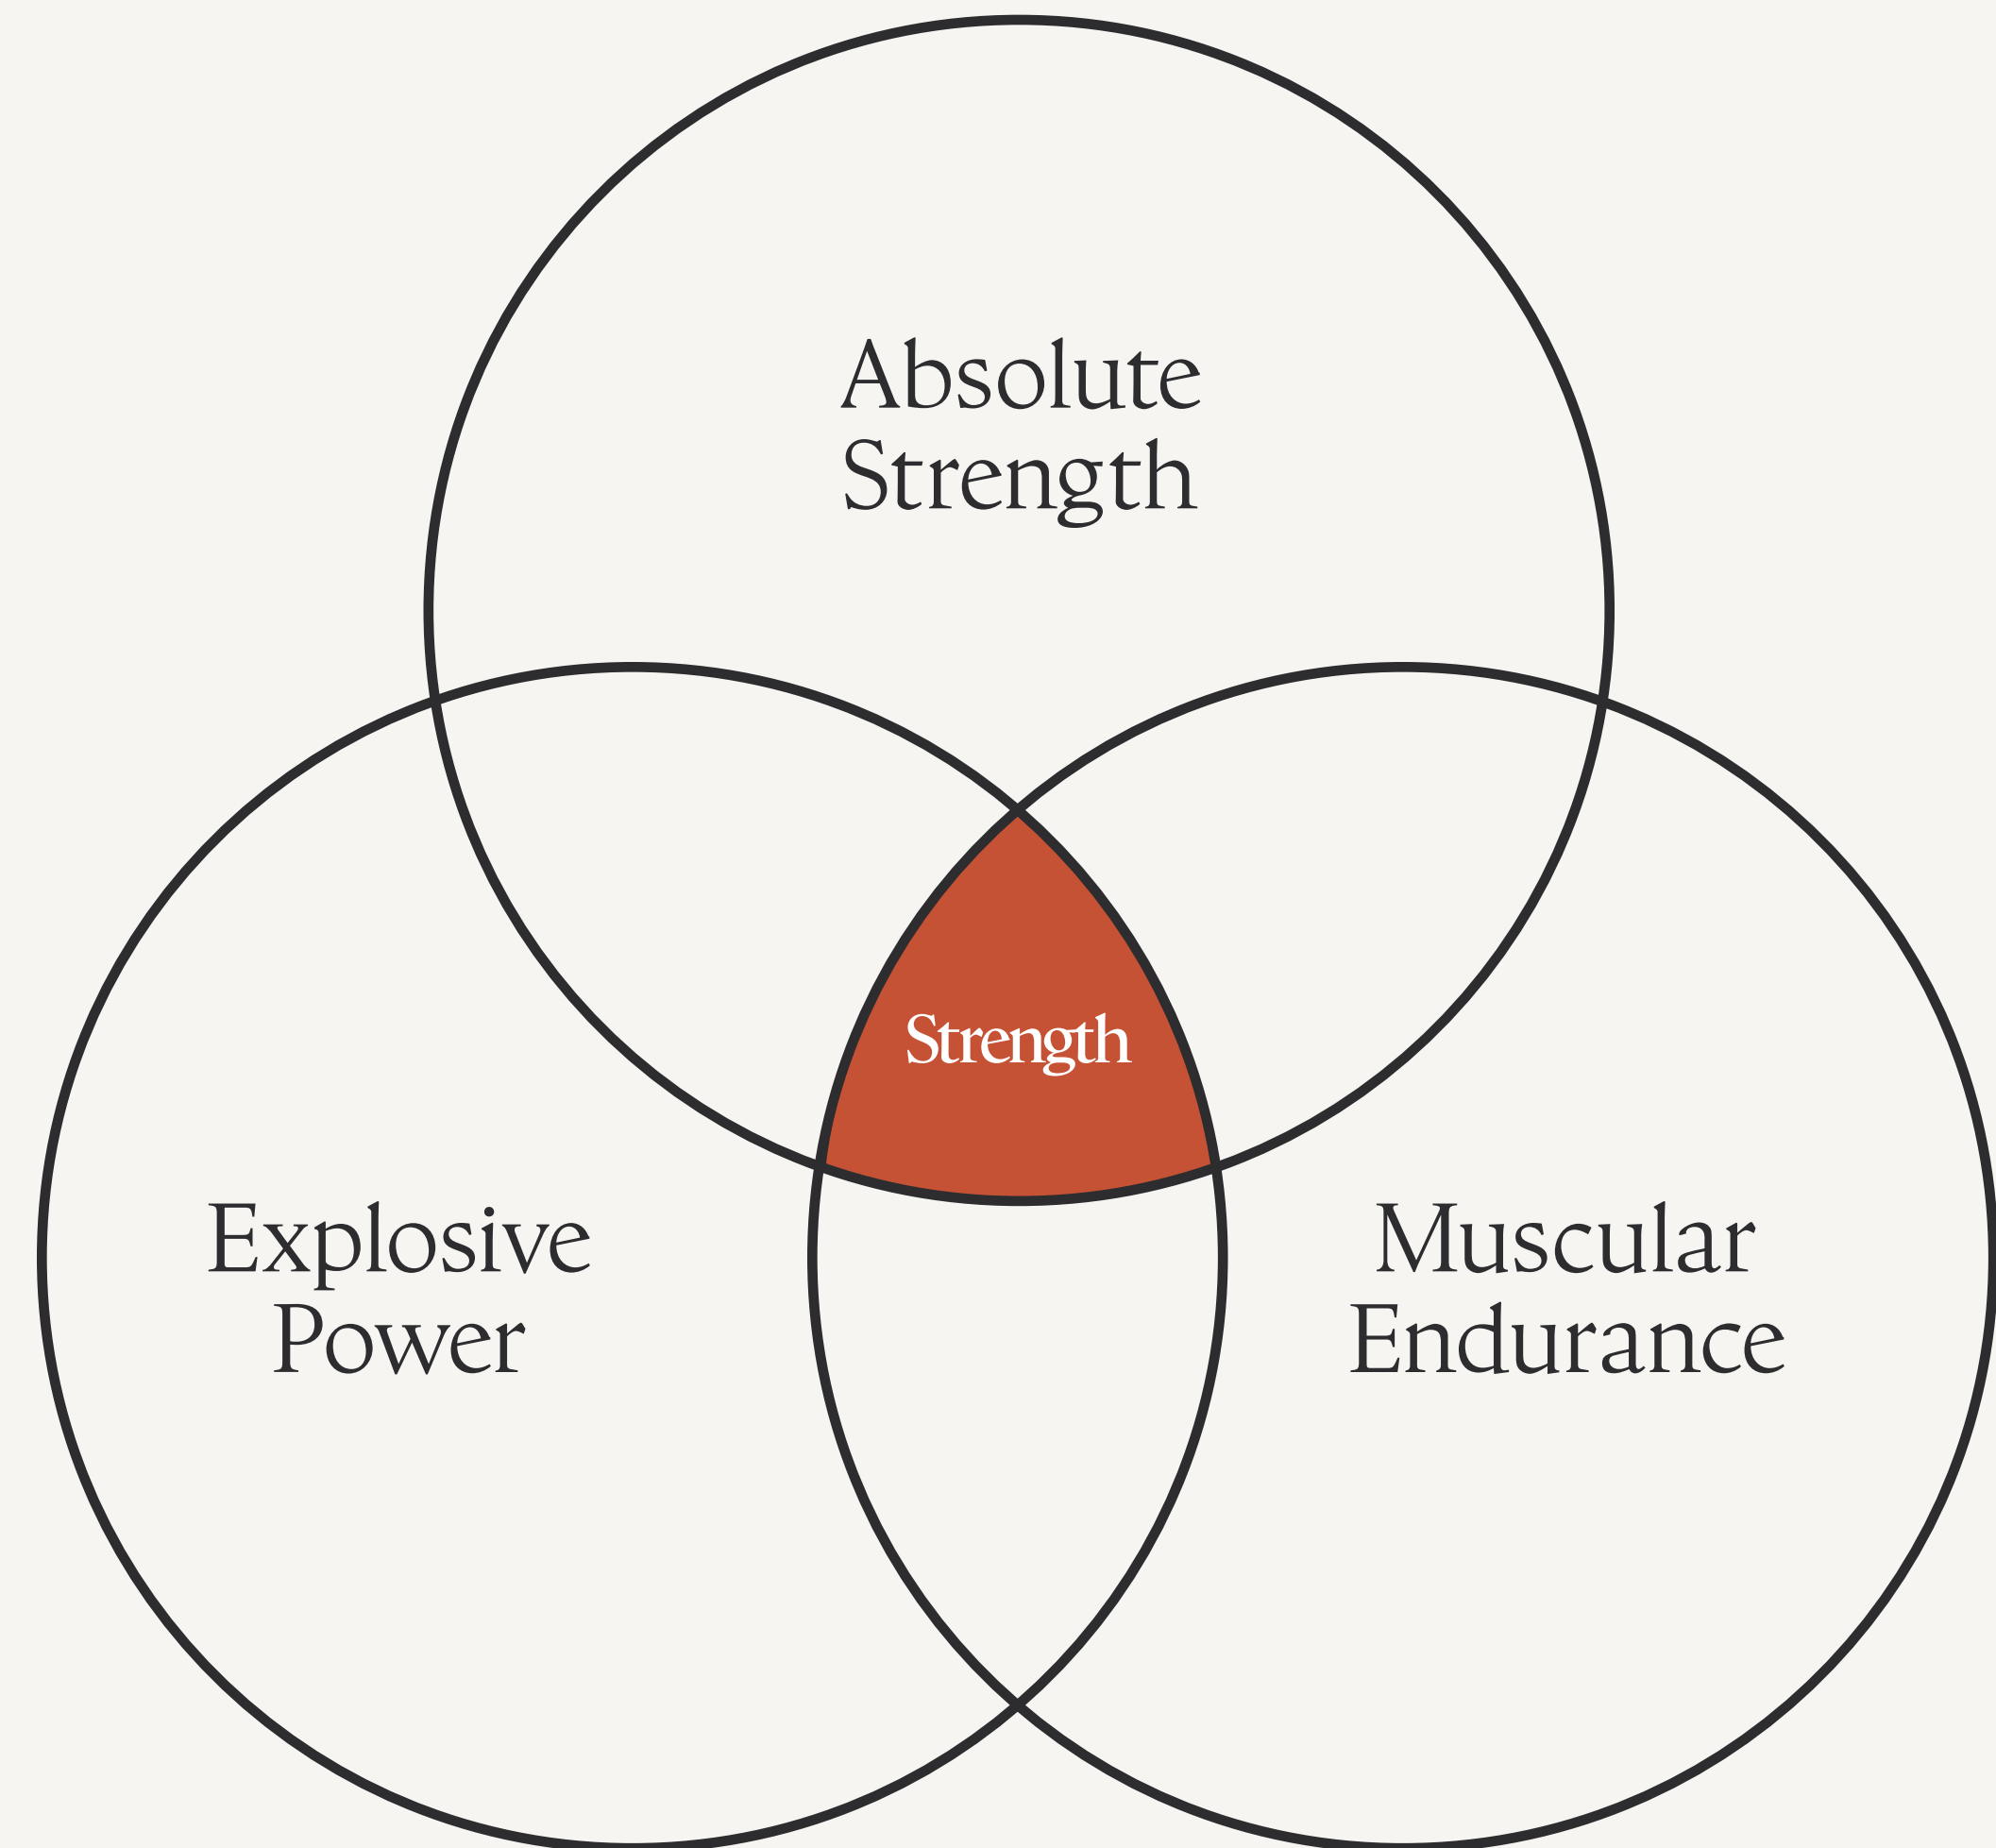 Absolute
Strength
Strength
Explosive
Power
Muscular
Endurance